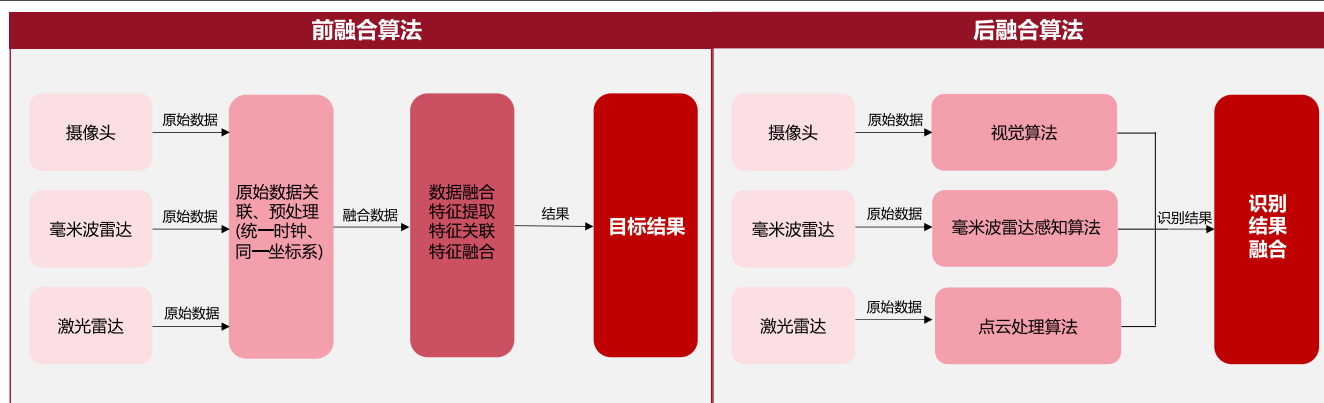 前融合算法
摄像头
原始数据
毫米波雷达
原始数据
激光雷达
原始数据
原始数据关
联、预处理
(统一时钟、
同一坐标系)
融合数据
数据融合
特征提取
特征关联
特征融合
结果
目标结果
后融合算法
摄像头
原始数据
视觉算法
毫米波雷达
原始数据
毫米波雷达感知算法
激光雷达
原始数据
点云处理算法
识别结果
识别
结果
融合